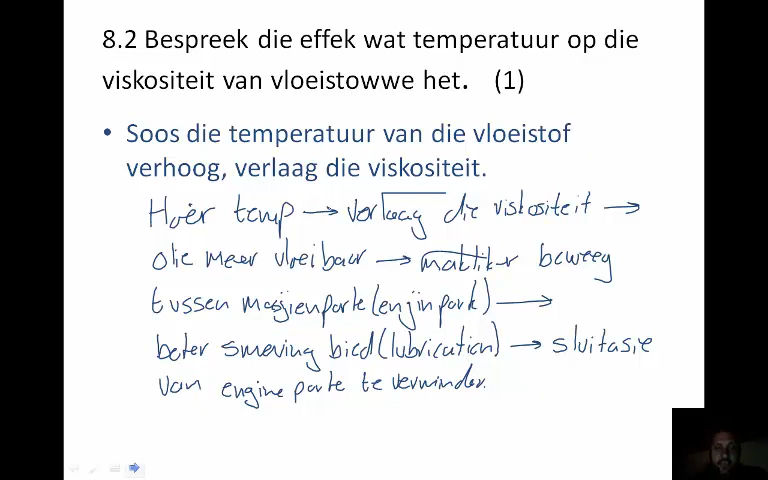 8.2 Bespreek die effek wat temperatuur op die
viskositeit van vloeistowwe het. (1)
• Soos die temperatuur van die vloeistof
verhoog, verlaag die viskositeit.
Hoër temp → verlaag die viskositeit →
olie meer vloeibaar → makliker beweeg
tussen masjienparte (enjin park) →
beter smering bied (lubrication) → sluitasie
van engine parte te verminder.